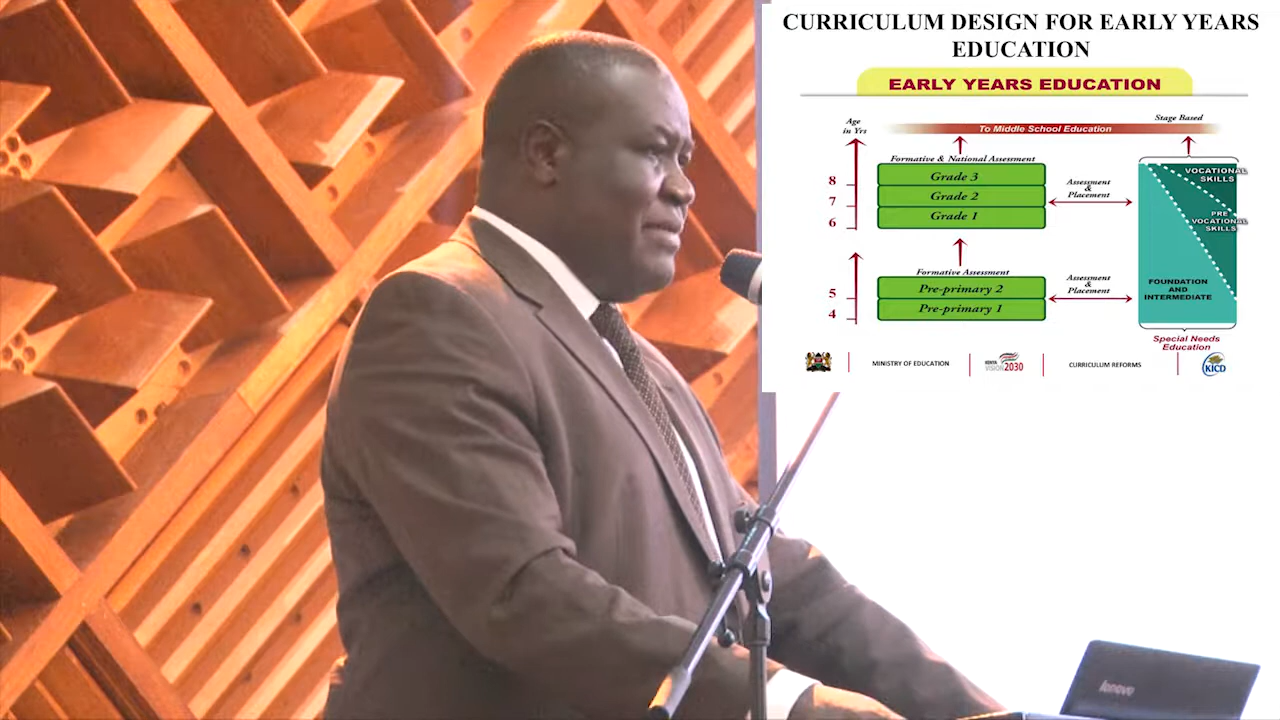 CURRICULUM DESIGN FOR EARLY YEARS
EDUCATION
EARLY YEARS EDUCATION
Age
in Yrs
Stage Based
To Middle School Education
Formative & National Assessment
8
Grade 3
VOCATIONAL
SKILLS
Assessment
&
Placement
7
Grade 2
6
Grade 1
PRE
VOCATIONAL
SKILLS
Formative Assessment
5
Pre-primary 2
Assessment
&
Placement
FOUNDATION
AND
INTERMEDIATE
4
Pre-primary 1
Special Needs
Education
MINISTRY OF EDUCATION
KENYA
VISION 2030
CURRICULUM REFORMS
KICD
lenovo